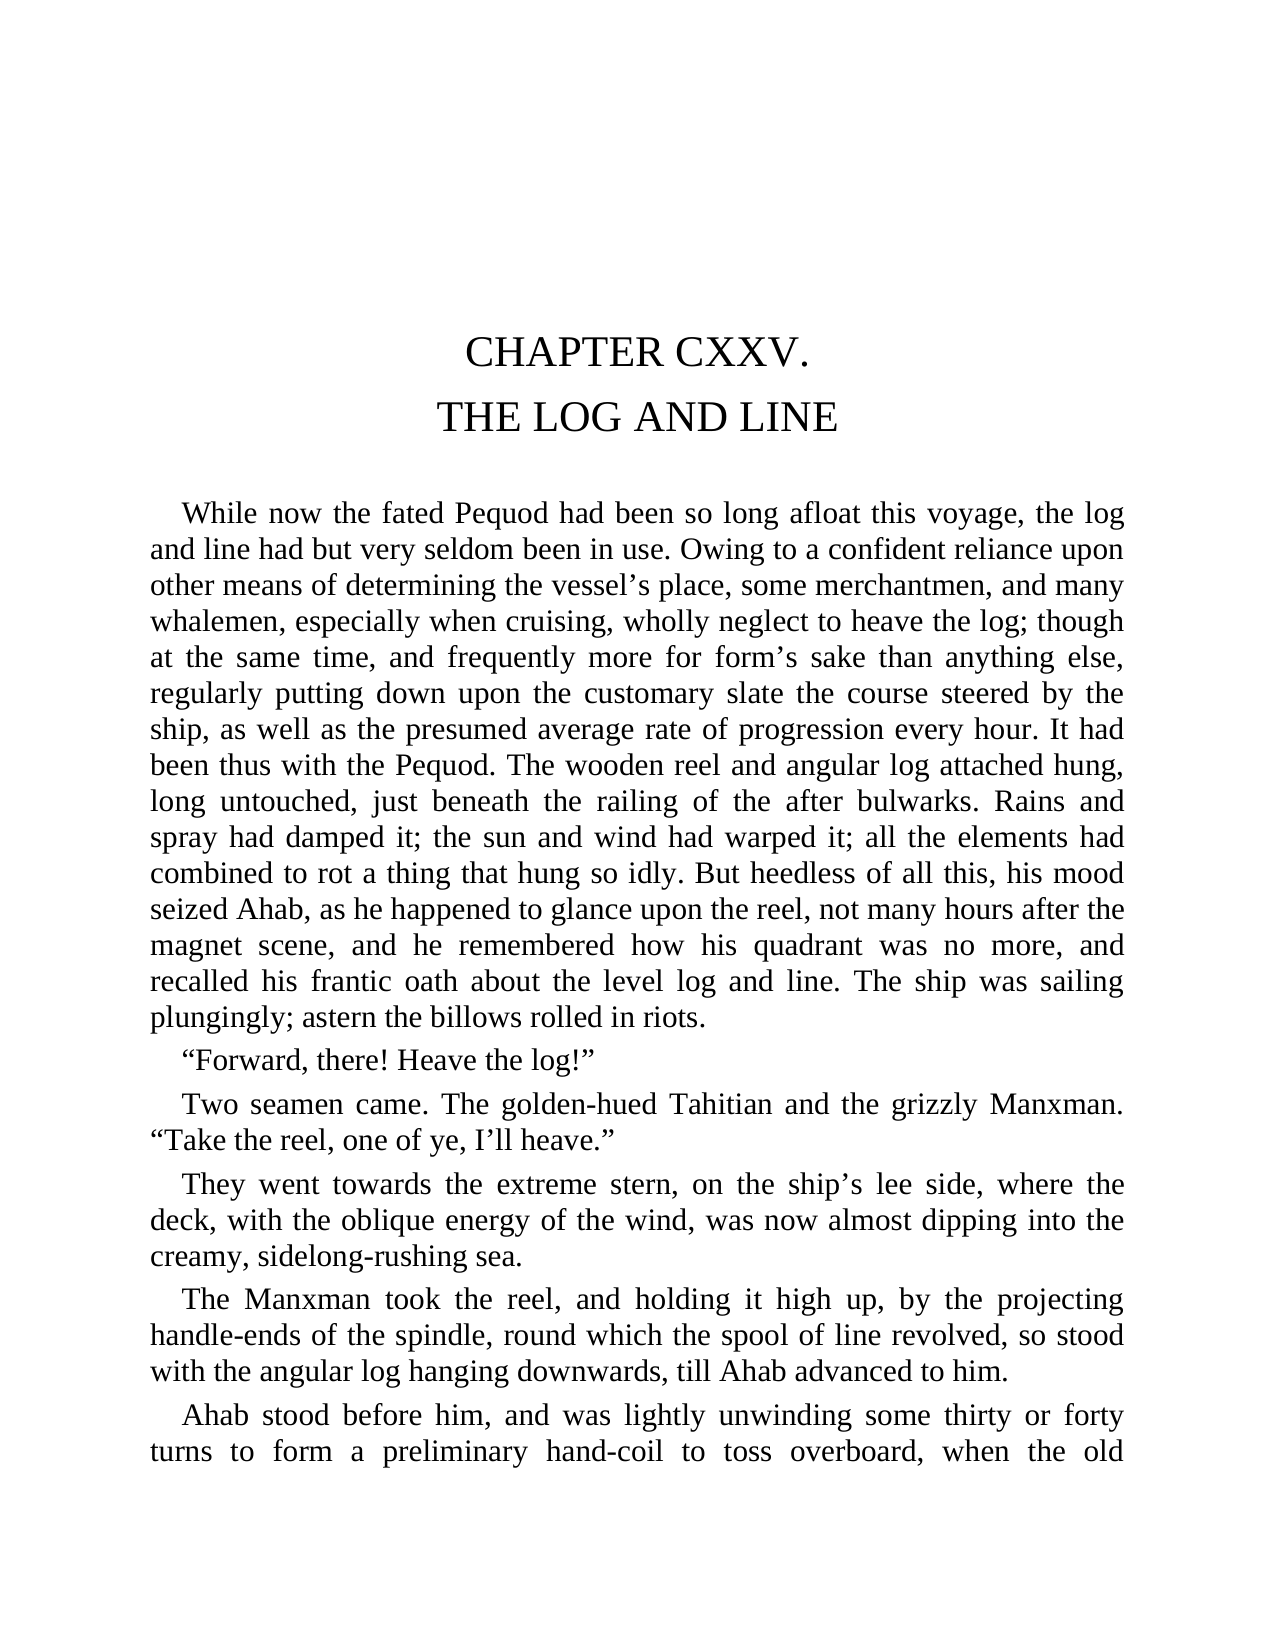 CHAPTER CXXV.
THE LOG AND LINE
While now the fated Pequod had been so long afloat this voyage, the log
and line had but very seldom been in use. Owing to a confident reliance upon
other means of determining the vessel’s place, some merchantmen, and many
whalemen, especially when cruising, wholly neglect to heave the log; though
at the same time, and frequently more for form’s sake than anything else,
regularly putting down upon the customary slate the course steered by the
ship, as well as the presumed average rate of progression every hour. It had
been thus with the Pequod. The wooden reel and angular log attached hung,
long untouched, just beneath the railing of the after bulwarks. Rains and
spray had damped it; the sun and wind had warped it; all the elements had
combined to rot a thing that hung so idly. But heedless of all this, his mood
seized Ahab, as he happened to glance upon the reel, not many hours after the
magnet scene, and he remembered how his quadrant was no more, and
recalled his frantic oath about the level log and line. The ship was sailing
plungingly; astern the billows rolled in riots.
“Forward, there! Heave the log!”
Two seamen came. The golden-hued Tahitian and the grizzly Manxman.
“Take the reel, one of ye, I’ll heave.”
They went towards the extreme stern, on the ship’s lee side, where the
deck, with the oblique energy of the wind, was now almost dipping into the
creamy, sidelong-rushing sea.
The Manxman took the reel, and holding it high up, by the projecting
handle-ends of the spindle, round which the spool of line revolved, so stood
with the angular log hanging downwards, till Ahab advanced to him.
Ahab stood before him, and was lightly unwinding some thirty or forty
turns to form a preliminary hand-coil to toss overboard, when the old